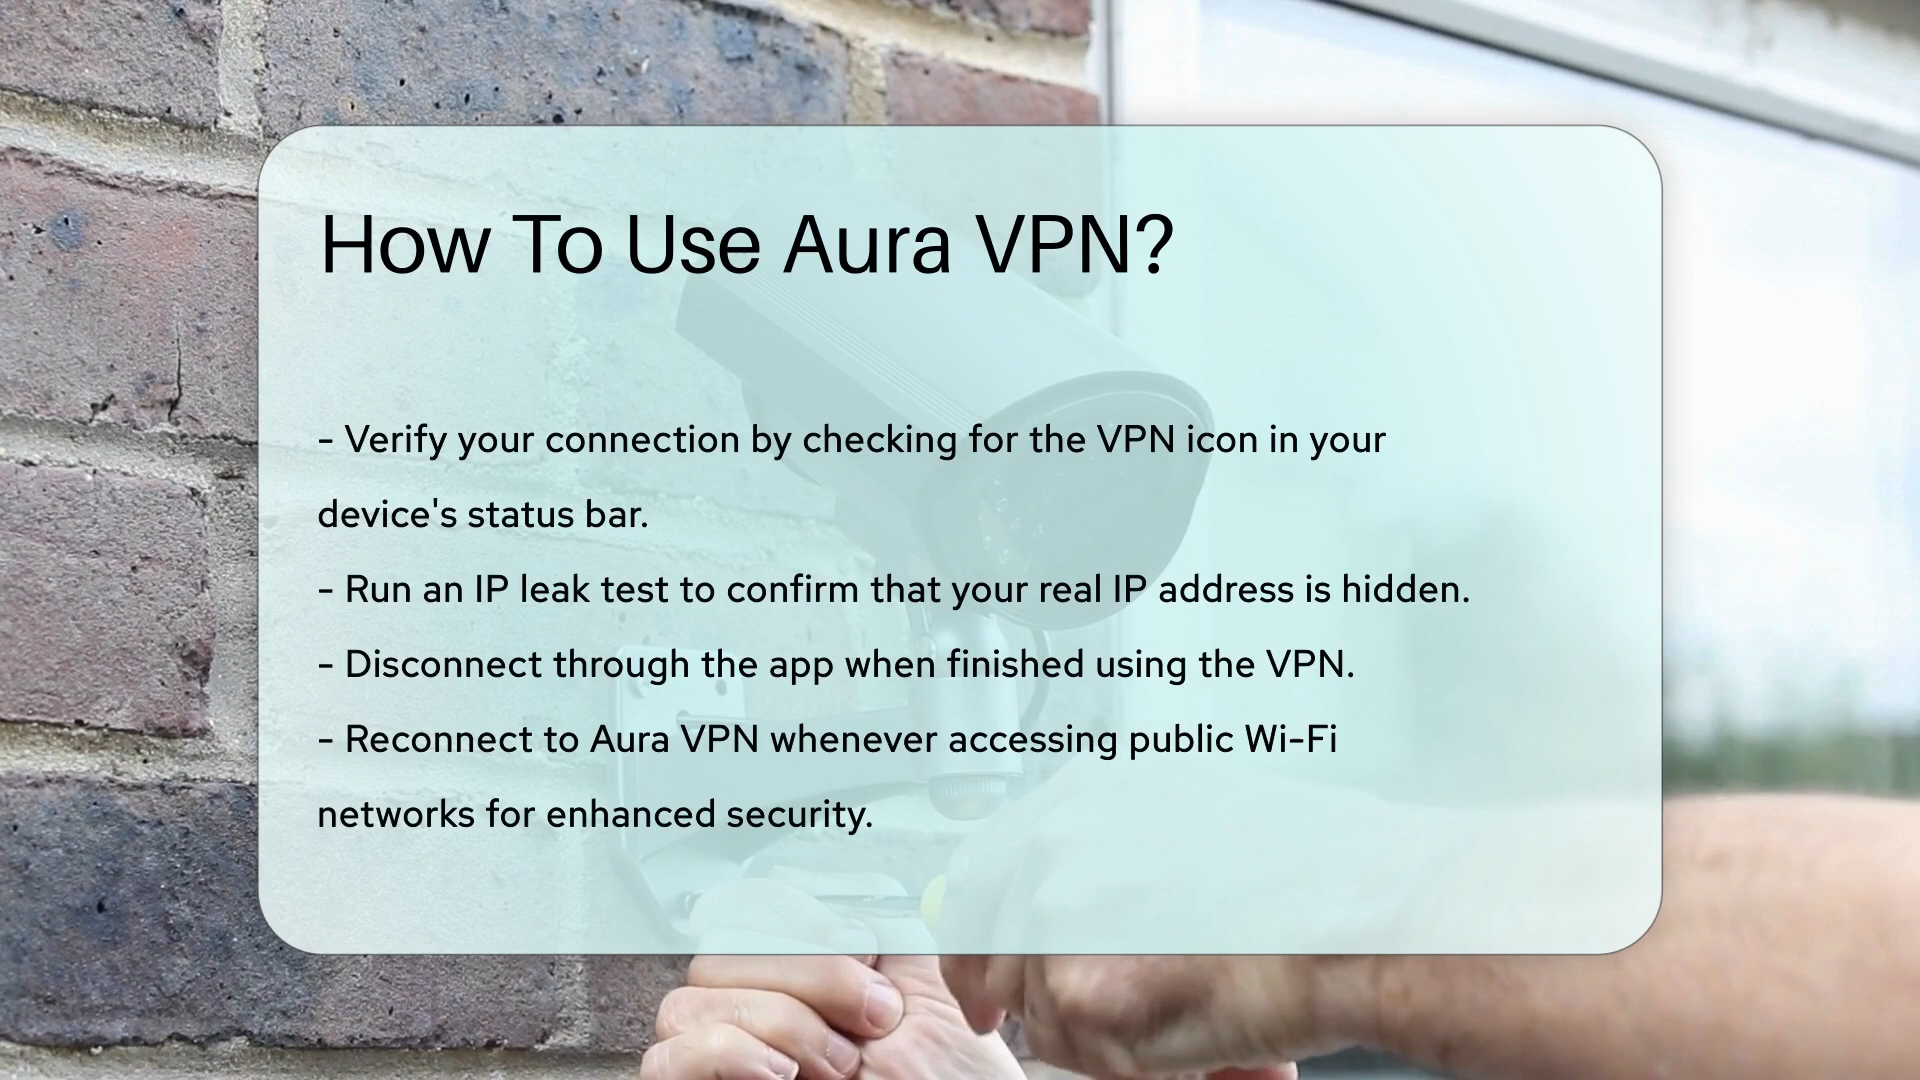 How To Use Aura VPN?
- Verify your connection by checking for the VPN icon in your
device's status bar.
- Run an IP leak test to confirm that your real IP address is hidden.
- Disconnect through the app when finished using the VPN.
- Reconnect to Aura VPN whenever accessing public Wi-Fi
networks for enhanced security.